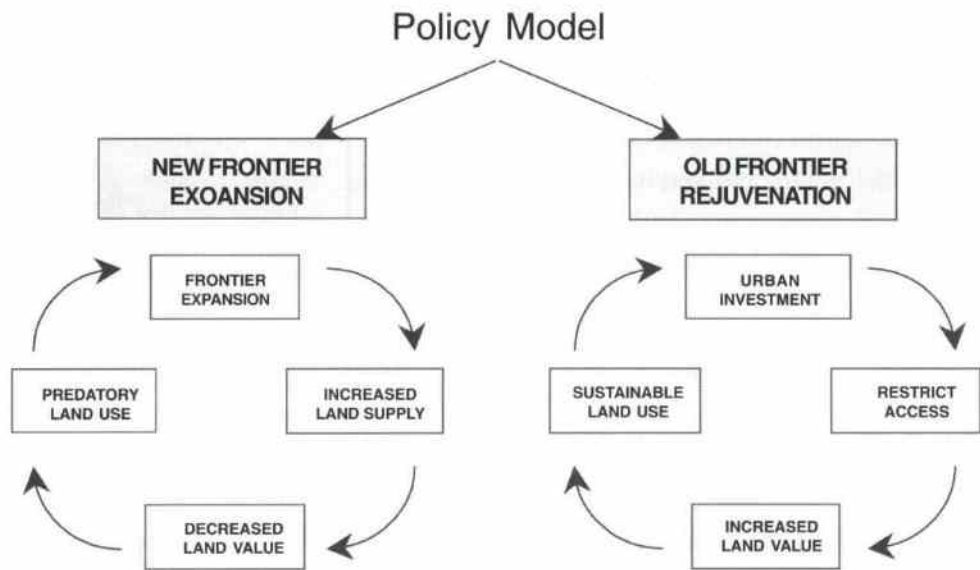 Policy Model
NEW FRONTIER
EXOANSION
OLD FRONTIER
REJUVENATION
FRONTIER
EXPANSION
INCREASED
LAND SUPPLY
DECREASED
LAND VALUE
PREDATORY
LAND USE
URBAN
INVESTMENT
RESTRICT
ACCESS
INCREASED
LAND VALUE
SUSTAINABLE
LAND USE